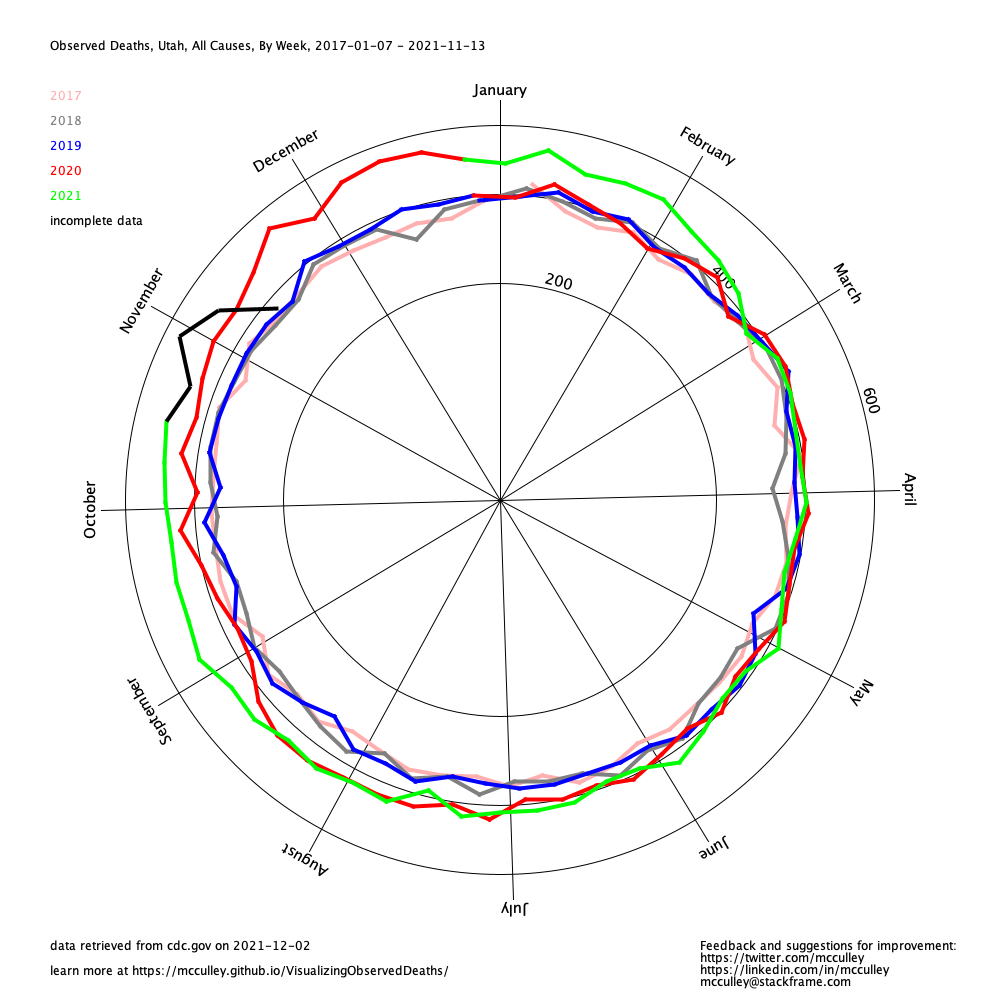 Observed Deaths, Utah, All Causes, By Week, 2017-01-07 - 2021-11-13
2017
2018
2019
2020
2021
incomplete data
January
February
March
April
May
June
July
August
September
October
November
December
200
400
600
data retrieved from cdc.gov on 2021-12-02
learn more at https://mcculley.github.io/VisualizingObservedDeaths/
Feedback and suggestions for improvement:
https://twitter.com/mcculley
https://linkedin.com/in/mcculley
mcculley@stackframe.com